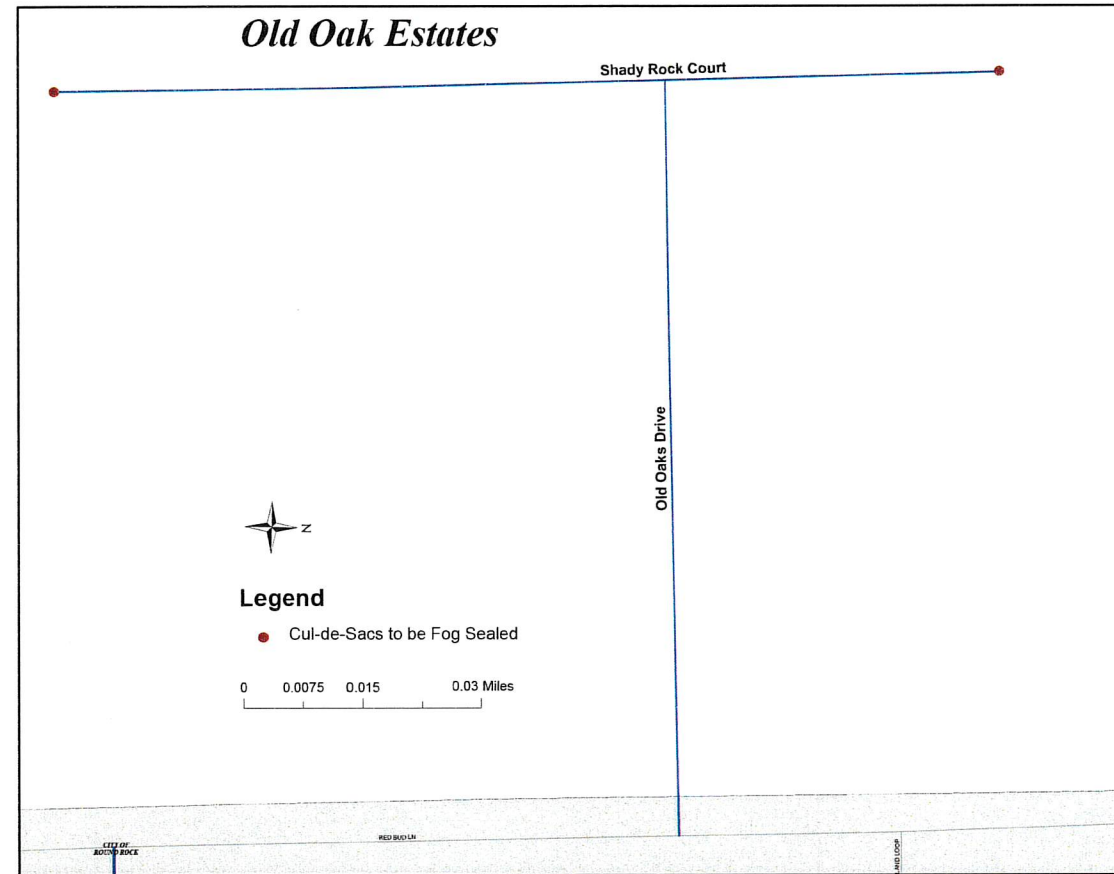 Old Oak Estates
Shady Rock Court
Old Oaks Drive
N
Legend
Cul-de-Sacs to be Fog Sealed
0 0.0075 0.015 0.03 Miles
RED BUD LN
CITY OF
ROUND ROCK
LOOP